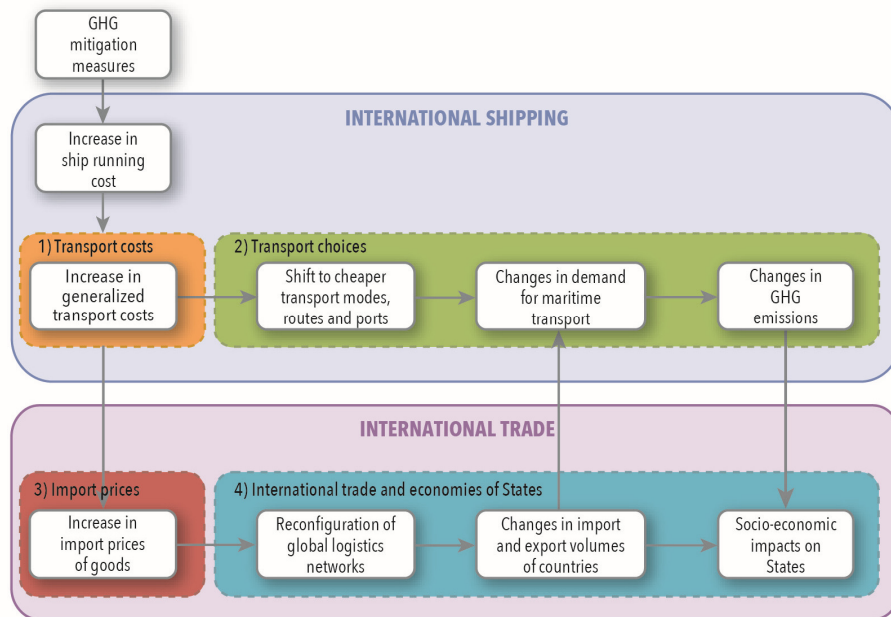 GHG
mitigation
measures
INTERNATIONAL SHIPPING
Increase in
ship running
cost
1) Transport costs
Increase in
generalized
transport costs
2) Transport choices
Shift to cheaper
transport modes,
routes and ports
Changes in demand
for maritime
transport
Changes in
GHG
emissions
INTERNATIONAL TRADE
3) Import prices
Increase in
import prices
of goods
4) International trade and economies of States
Reconfiguration of
global logistics
networks
Changes in import
and export volumes
of countries
Socio-economic
impacts on
States